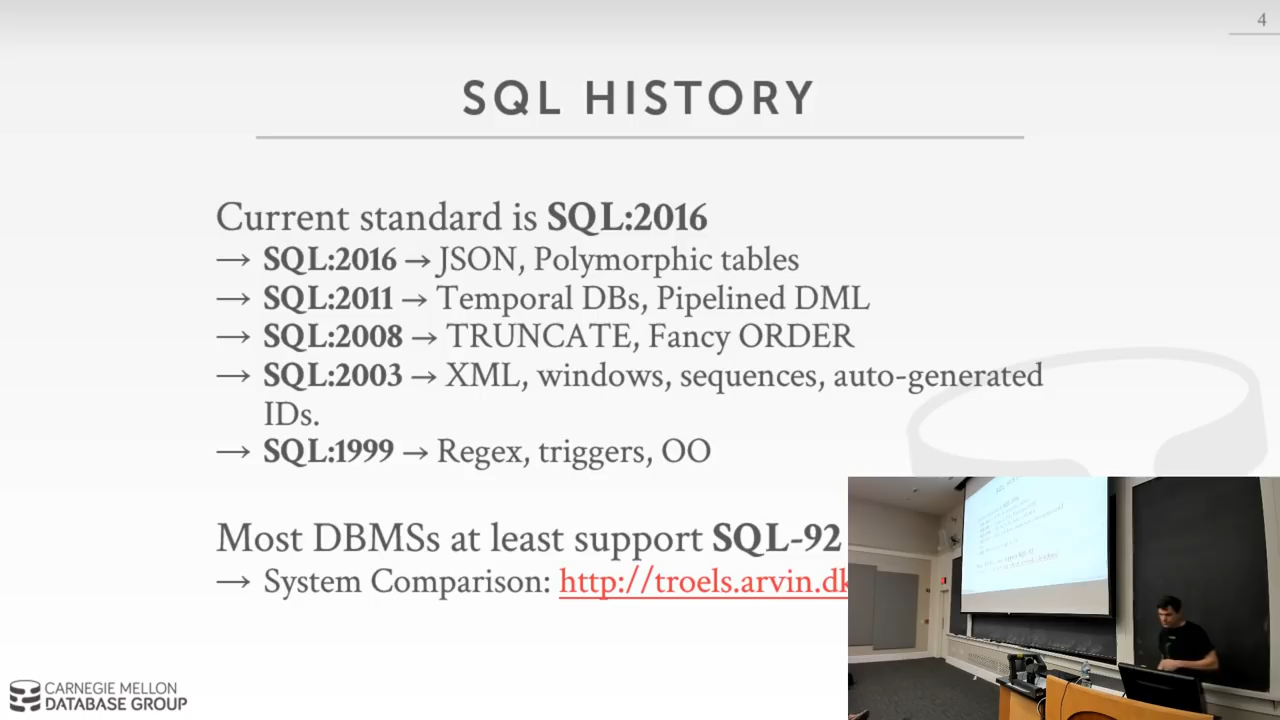 4
SQL HISTORY
Current standard is SQL:2016
→ SQL:2016 → JSON, Polymorphic tables
→ SQL:2011 → Temporal DBs, Pipelined DML
→ SQL:2008 → TRUNCATE, Fancy ORDER
→ SQL:2003 → XML, windows, sequences, auto-generated
IDs.
→ SQL:1999 → Regex, triggers, OO
Most DBMSs at least support SQL-92
→ System Comparison: http://troels.arvin.dk
CARNEGIE MELLON
DATABASE GROUP